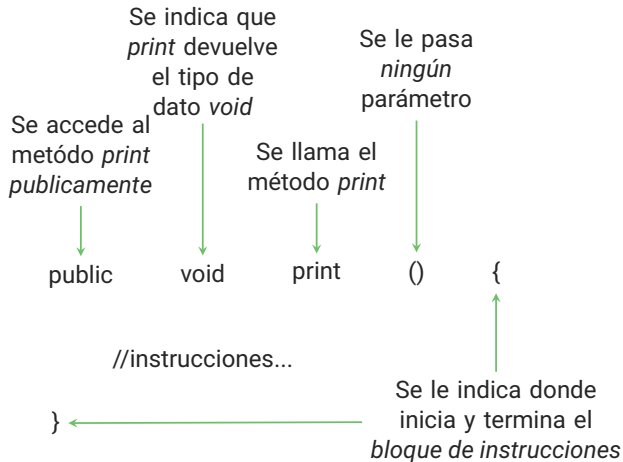 Se indica que
print devuelve
el tipo de
dato void
Se le pasa
ningún
parámetro
Se accede al
metódo print
publicamente
Se llama el
método print
public void print () {
//instrucciones...
}
Se le indica donde
inicia y termina el
bloque de instrucciones